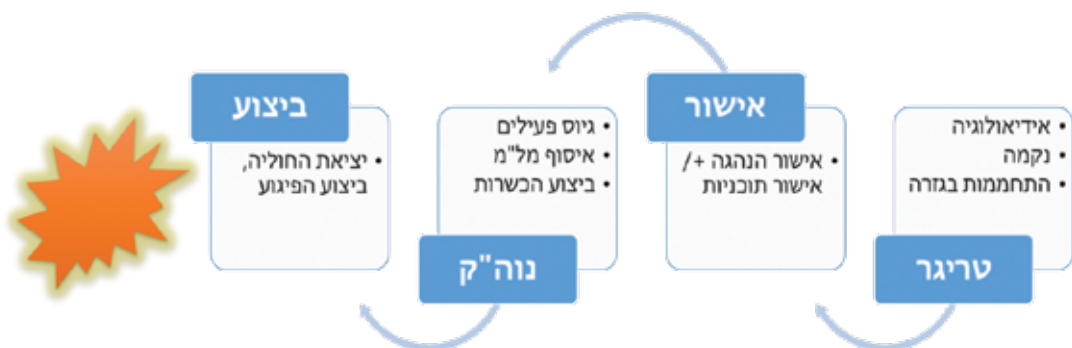 טריגר
• אידיאולוגיה
• נקמה
• התחממות בגזרה
אישור
• אישור הנהגה +/
אישור תוכניות
נוה"ק
• גיוס פעילים
• איסוף מל"מ
• ביצוע הכשרות
ביצוע
• יציאת החוליה,
ביצוע הפיגוע